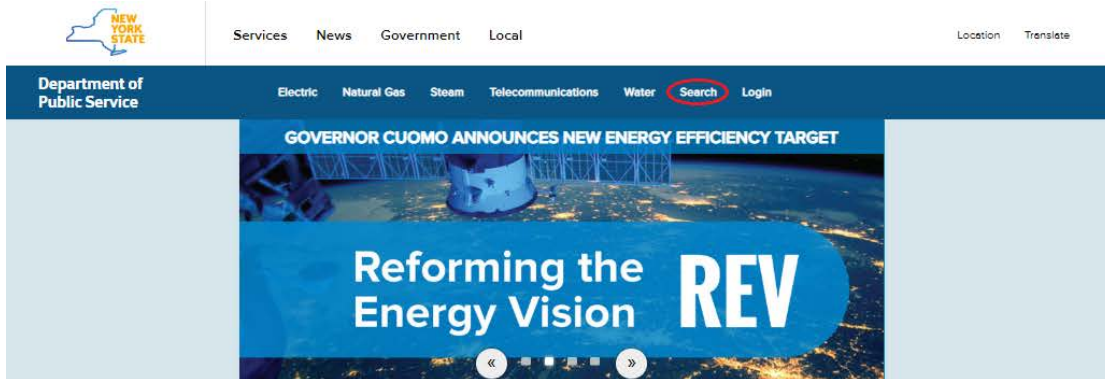 NEW
YORK
STATE
Services News Government Local
Location Translate
Department of
Public Service
Electric Natural Gas Steam Telecommunications Water Search Login
GOVERNOR CUOMO ANNOUNCES NEW ENERGY EFFICIENCY TARGET
Reforming the
Energy Vision
REV
« »